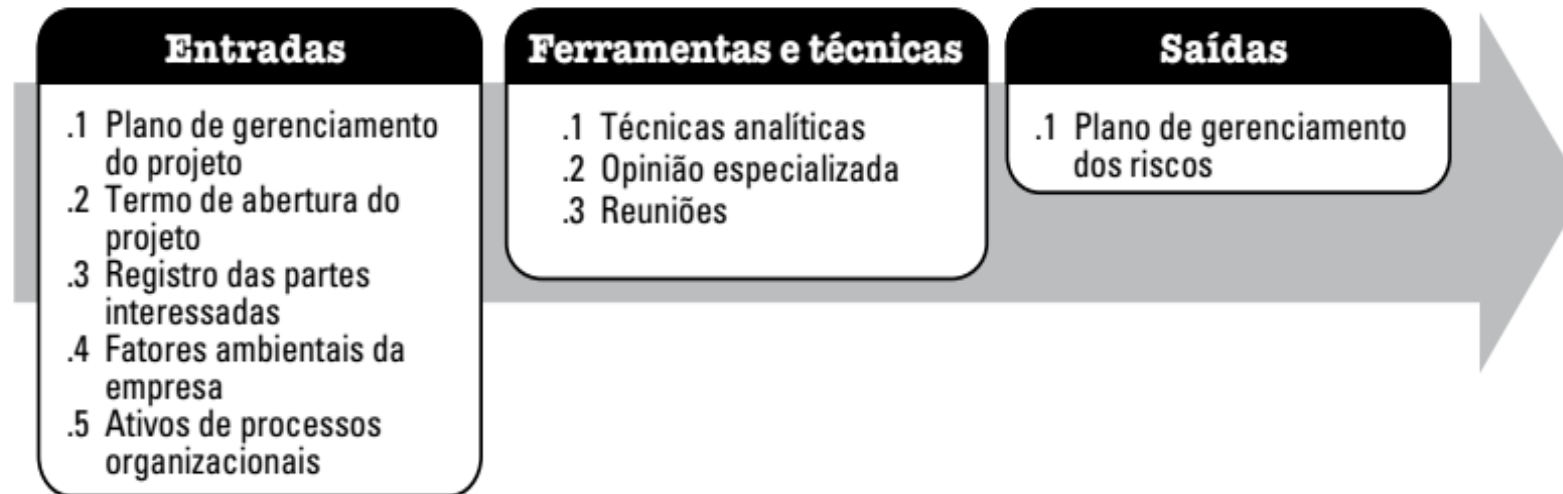 Entradas
.1 Plano de gerenciamento
do projeto
.2 Termo de abertura do
projeto
.3 Registro das partes
interessadas
.4 Fatores ambientais da
empresa
.5 Ativos de processos
organizacionais
Ferramentas e técnicas
.1 Técnicas analíticas
.2 Opinião especializada
.3 Reuniões
Saídas
.1 Plano de gerenciamento
dos riscos